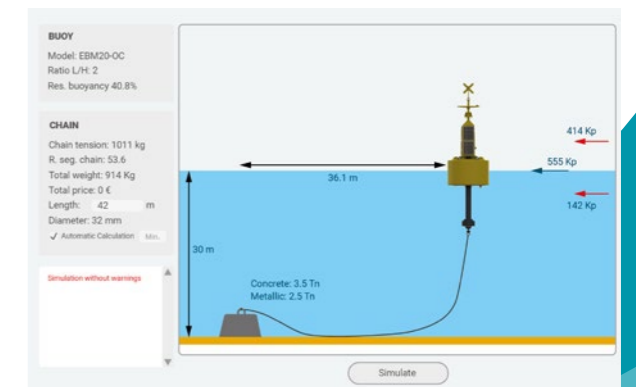 BUOY
Model: EBM20-OC
Ratio L/H: 2
Res. buoyancy 40.8%
CHAIN
Chain tension: 1011 kg
R. seg. chain: 53.6
Total weight: 914 Kg
Total price: 0 €
Length: 42 m
Diameter: 32 mm
✓ Automatic Calculation Min.
Simulation without warnings
414 Kp
555 Kp
36.1 m
142 Kp
30 m
Concrete: 3.5 Tn
Metallic: 2.5 Tn
Simulate